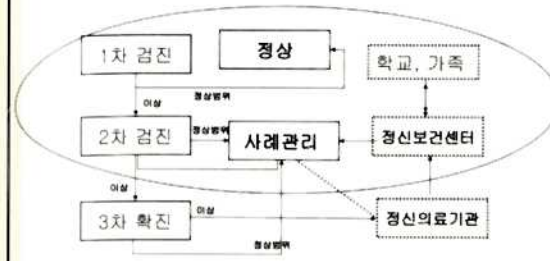 1차 검진
정상
학교, 가족
이상
정상범위
2차 검진
정상범위
사례관리
정신보건센터
이상
3차 확진
이상
정신의료기관
정상범위